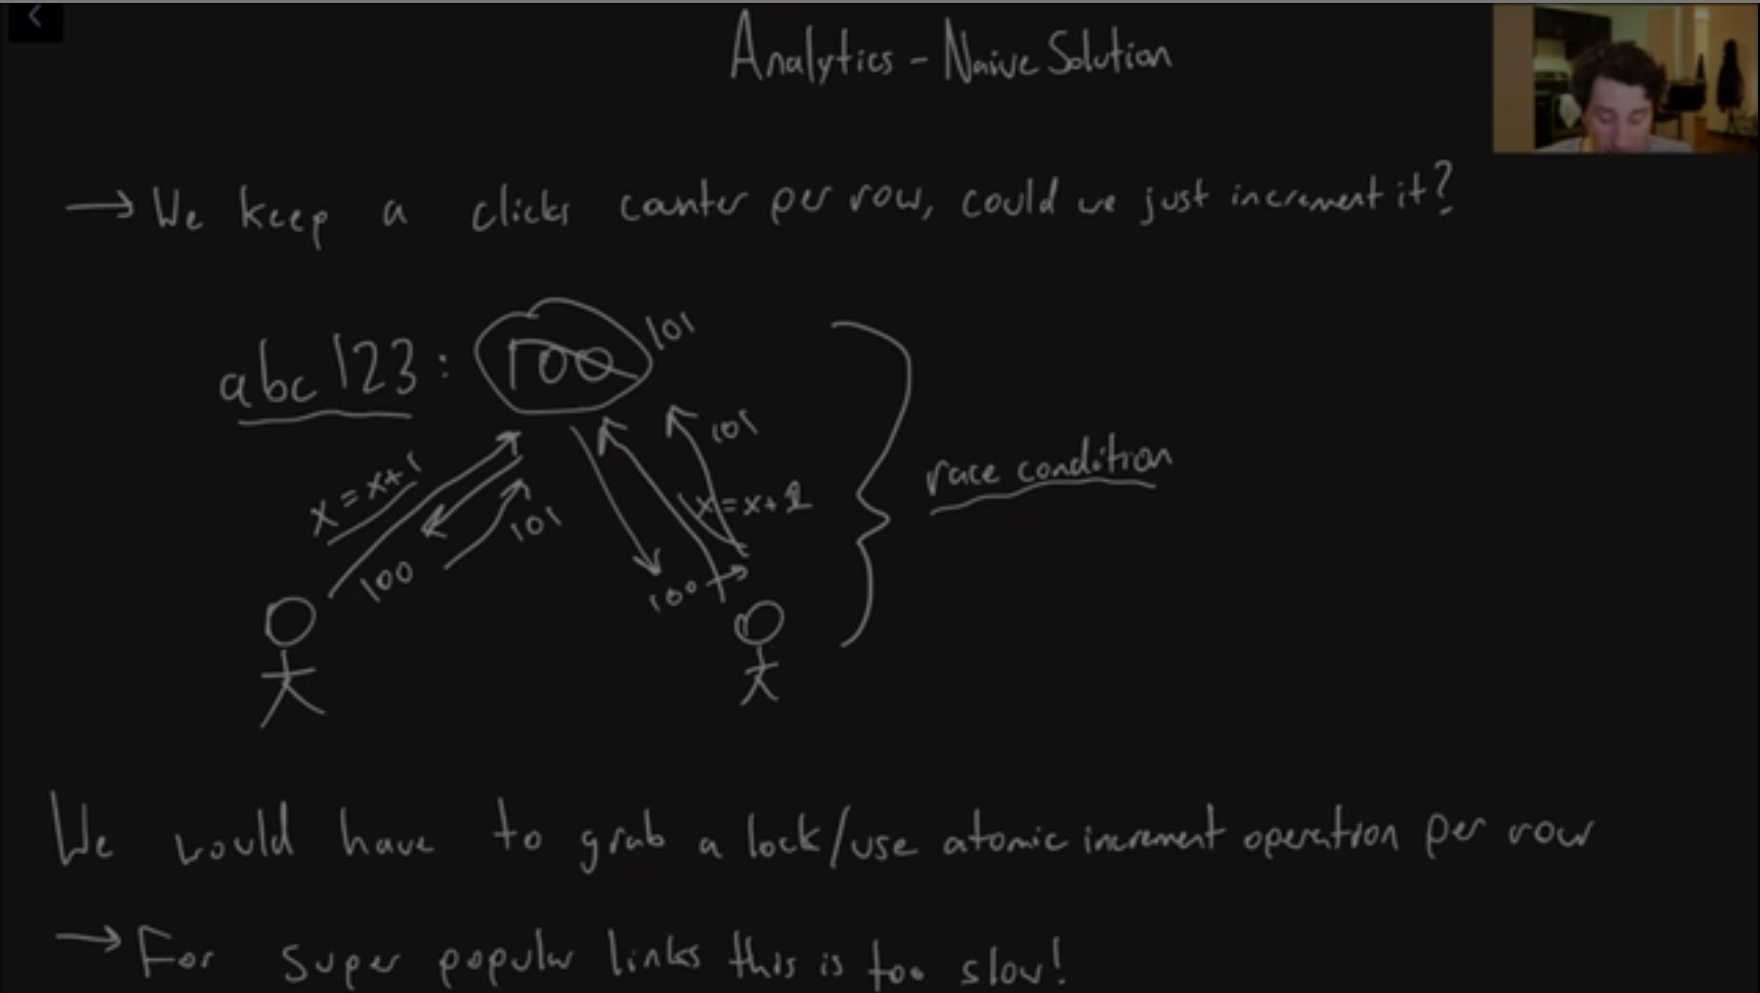 Analytics - Naive Solution
→ We keep a clicks counter per row, could we just increment it?
abc123: 100 101
x = x+1
100
101
101
x = x + 1
100
race condition
We would have to grab a lock/use atomic increment operation per row
→ For super popular links this is too slow!